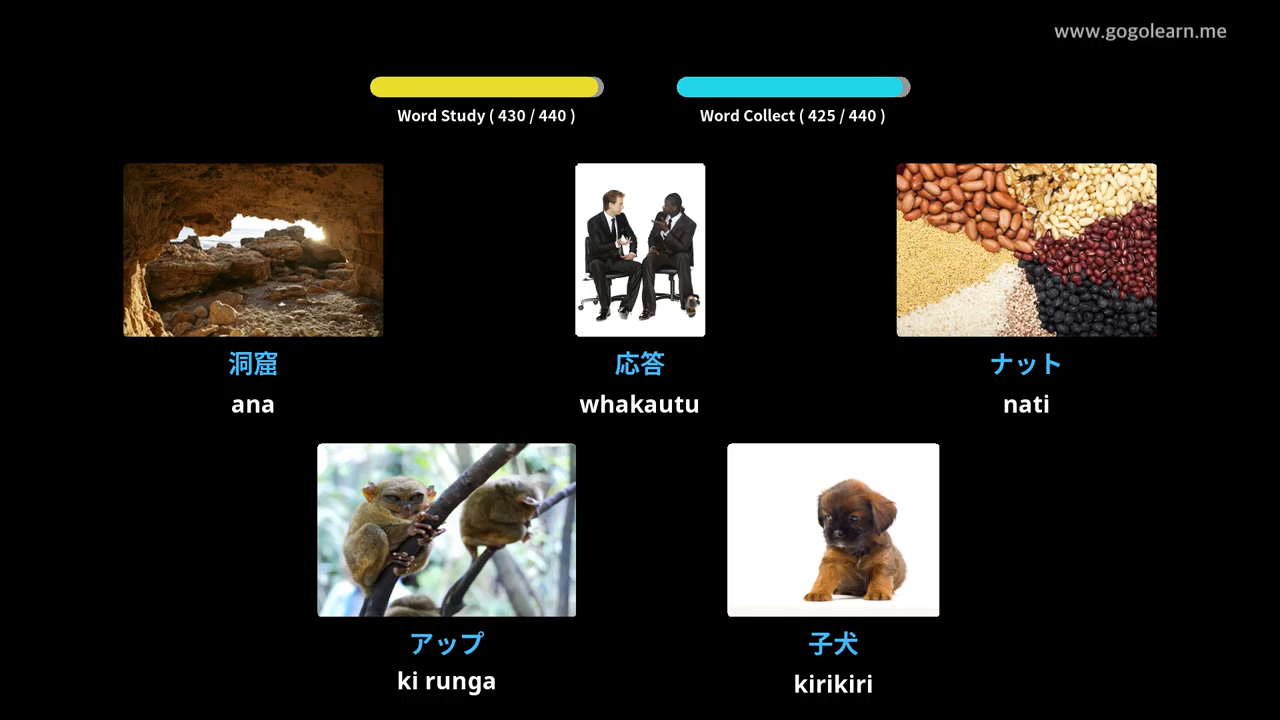 www.gogolearn.me
Word Study ( 430 / 440 )
Word Collect ( 425 / 440 )
洞窟
ana
応答
whakautu
ナット
nati
アップ
ki runga
子犬
kirikiri